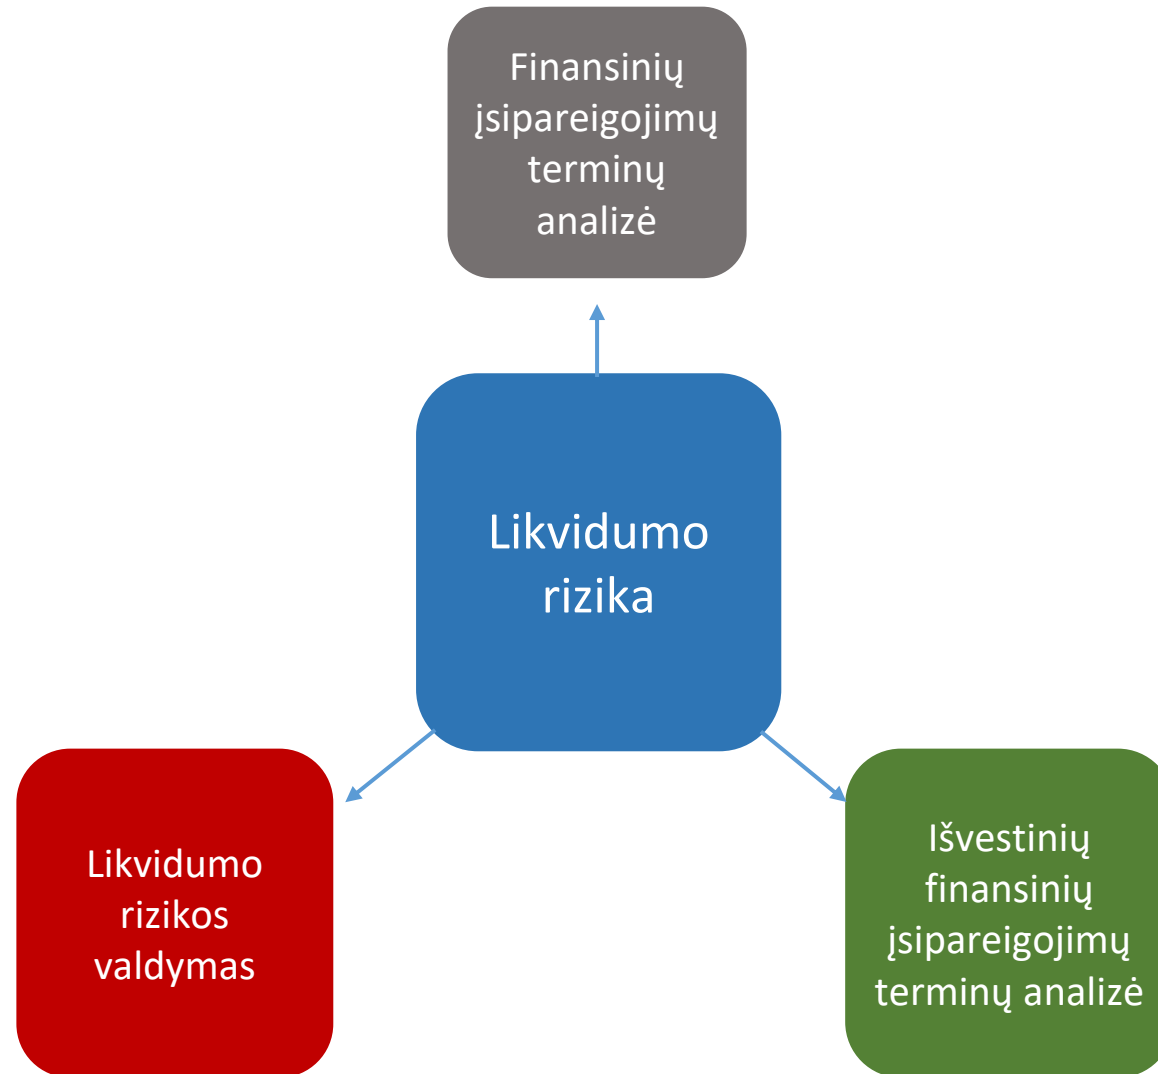 Finansinių
įsipareigojimų
terminų
analizė
Likvidumo
rizika
Likvidumo
rizikos
valdymas
Išvestinių
finansinių
įsipareigojimų
terminų analizė